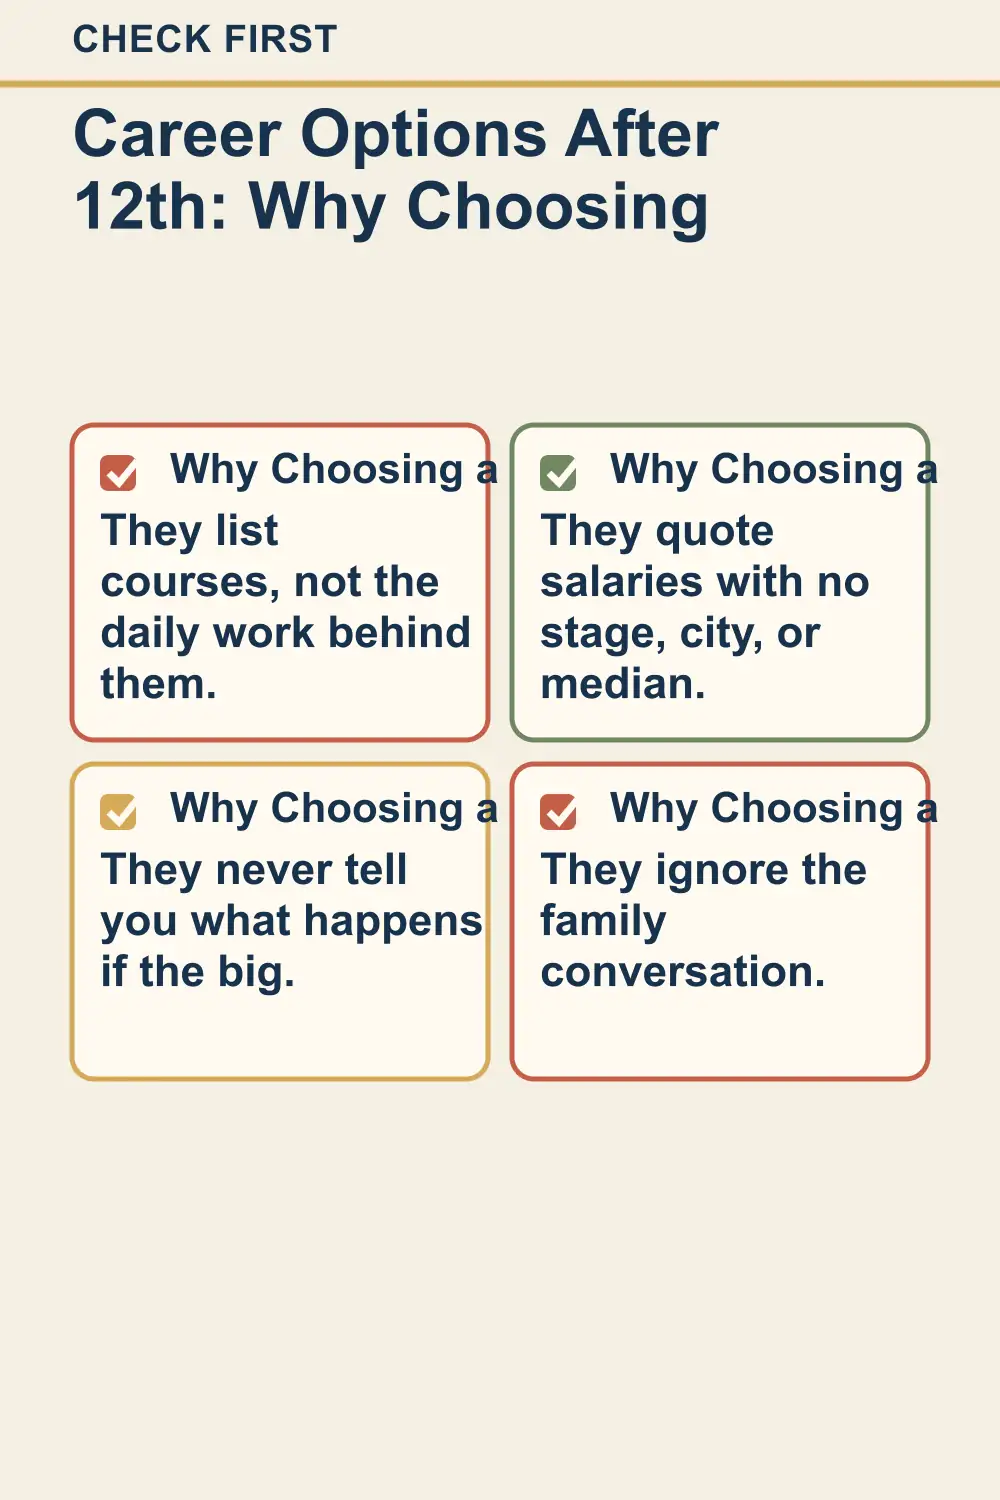 CHECK FIRST
Career Options After
12th: Why Choosing
Why Choosing a
They list
courses, not the
daily work behind
them.
Why Choosing a
They quote
salaries with no
stage, city, or
median.
Why Choosing a
They never tell
you what happens
if the big.
Why Choosing a
They ignore the
family
conversation.